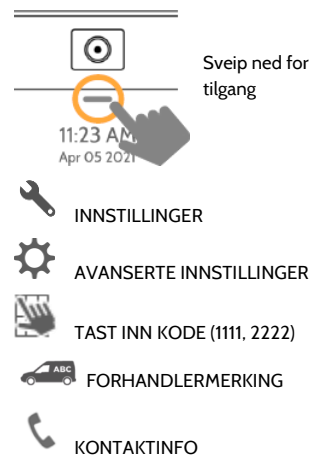 Sveip ned for
tilgang
11:23 AM
Apr 05 2021
INNSTILLINGER
AVANSERTE INNSTILLINGER
TAST INN KODE (1111, 2222)
ABC
FORHANDLERMERKING
KONTAKTINFO